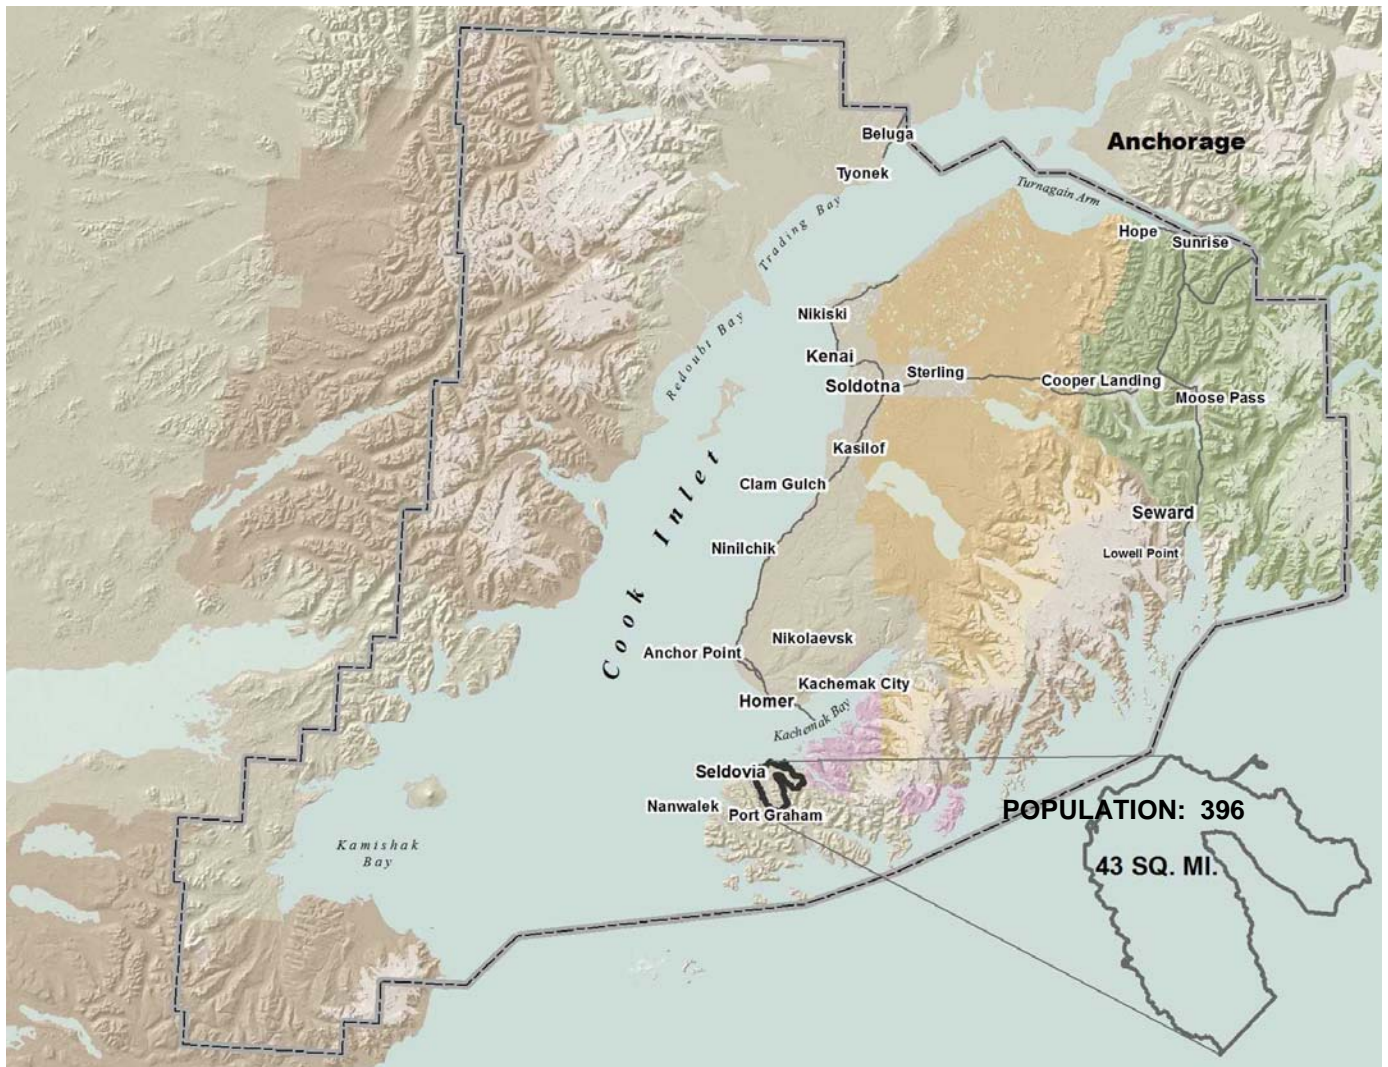 Beluga
Anchorage
Tyonek
Turnagain Arm
Trading Bay
Hope
Sunrise
Redoubt Bay
Nikiski
Kenai
Sterling
Soldotna
Cooper Landing
Moose Pass
Kasilof
Clam Gulch
Cook Inlet
Seward
Ninilchik
Lowell Point
Nikolaevsk
Anchor Point
Kachemak City
Homer
Kachemak Bay
Seldovia
Nanwalek
Port Graham
POPULATION: 396
43 SQ. MI.
Kamishak
Bay